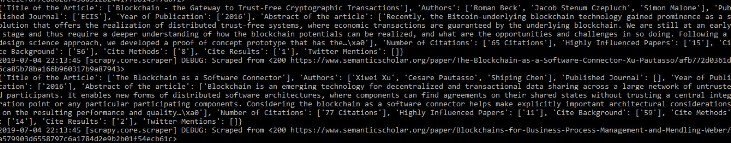 'Title of the Article': ['Blockchain - the Gateway to Trust-Free Cryptographic Transactions'], 'Authors': ['Roman Beck', 'Jacob Stenum Czepluch', 'Simon Malone', 'Pub
lished Journal': ['ECIS'], 'Year of Publication': ['2016'], 'Abstract of the article': ['Recently, the Bitcoin-underlying blockchain technology gained prominence as a s
olution that offers the realization of distributed trust-free systems, where economic transactions are guaranteed by the underlying blockchain. We are still at an early
 stage and thus require a deeper understanding of how the blockchain potentials can be realized, and what are the opportunities and challenges in so doing. Following a
design science approach, we developed a proof of concept prototype that has the…\xa0'], 'Number of Citations': ['65 Citations'], 'Highly Influenced Papers': ['15'], 'Ci
te Background': ['36'], 'Cite Methods': ['8'], 'Cite Results': ['1'], 'Twitter Mentions': []}
2019-07-04 22:13:45 [scrapy.core.scraper] DEBUG: Scraped from <200 https://www.semanticscholar.org/paper/The-Blockchain-as-a-Software-Connector-Xu-Pautasso/
{'Title of the Article': ['The Blockchain as a Software Connector'], 'Authors': ['Xiwei Xu', 'Cesare Pautasso', 'Shiping Chen'], 'Published Journal': [], 'Year of Publi
cation': ['2016'], 'Abstract of the article': ['Blockchain is an emerging technology for decentralized and transactional data sharing across a large network of untruste
d participants. It enables new forms of distributed software architectures, where components can find agreements on their shared states without trusting a central integ
ration point or any particular participating components. Considering the blockchain as a software connector helps make explicitly important architectural considerations
 on the resulting performance and quality…\xa0'], 'Number of Citations': ['77 Citations'], 'Highly Influenced Papers': ['11'], 'Cite Background': ['59'], 'Cite Methods'
: ['14'], 'Cite Results': ['2'], 'Twitter Mentions': []}
2019-07-04 22:13:45 [scrapy.core.scraper] DEBUG: Scraped from <200 https://www.semanticscholar.org/paper/Blockchains-for-Business-Process-Management-and-Mendling-Weber/